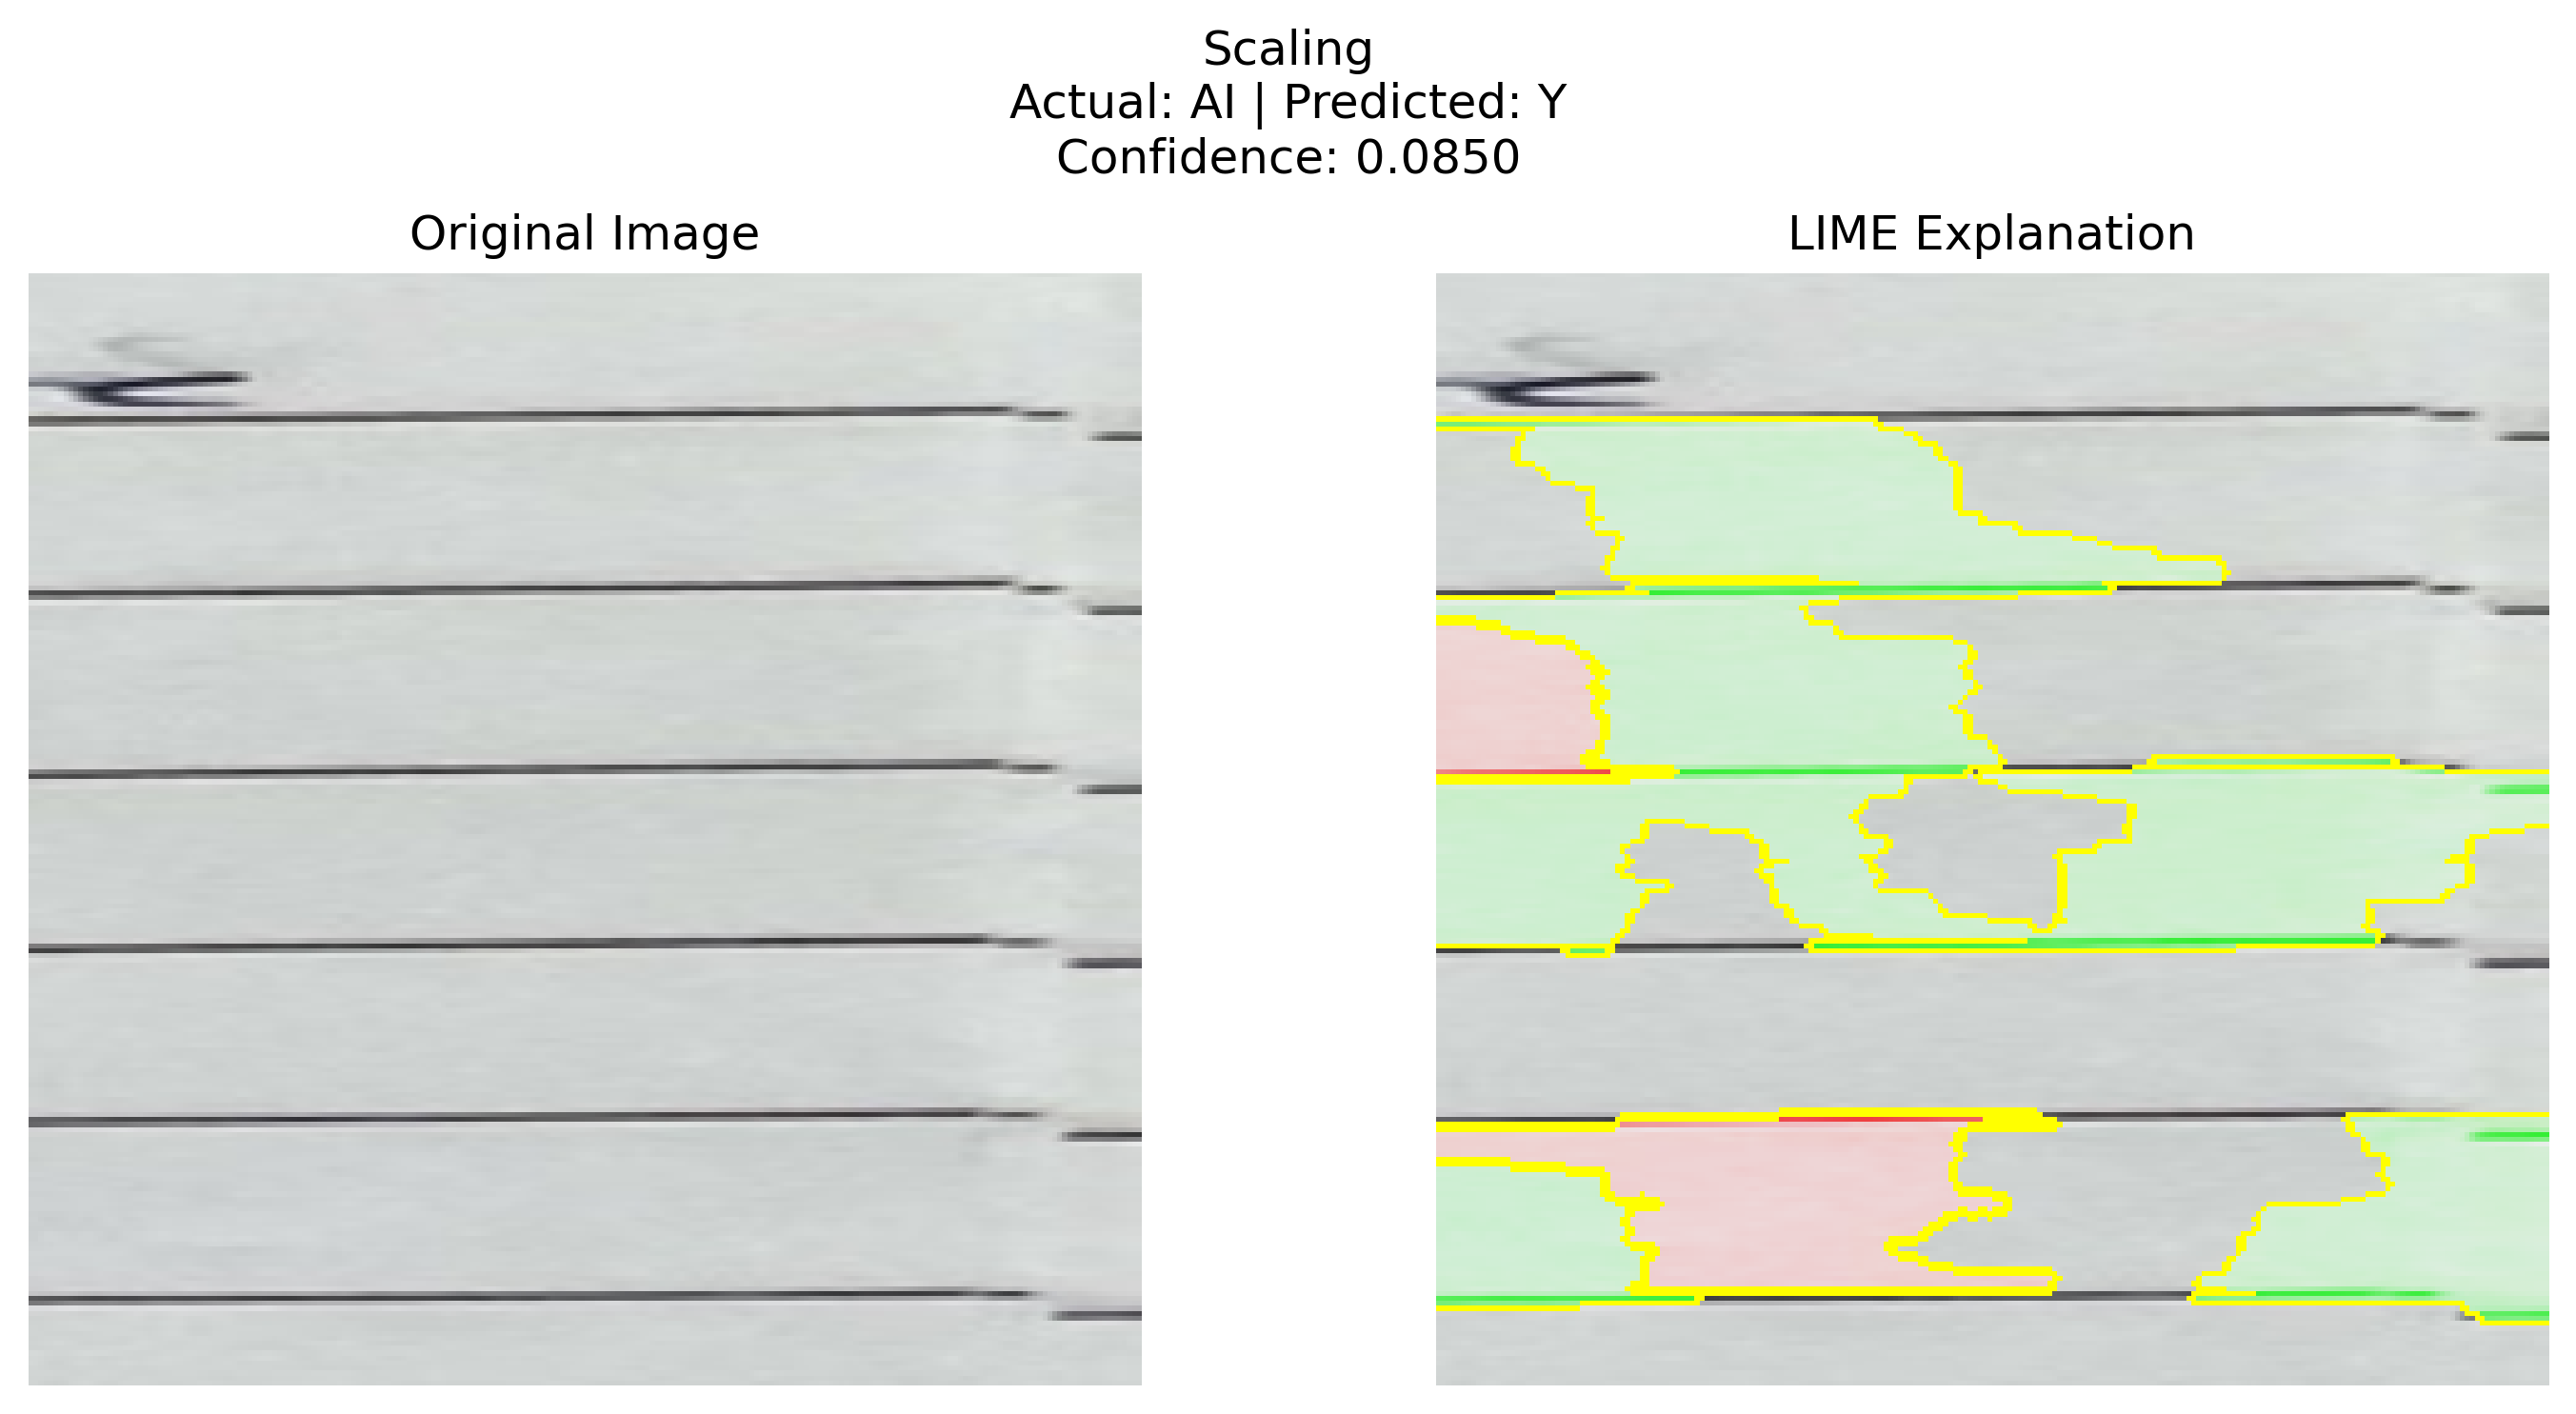 Scaling
Actual: AI | Predicted: Y
Confidence: 0.0850
Original Image
LIME Explanation